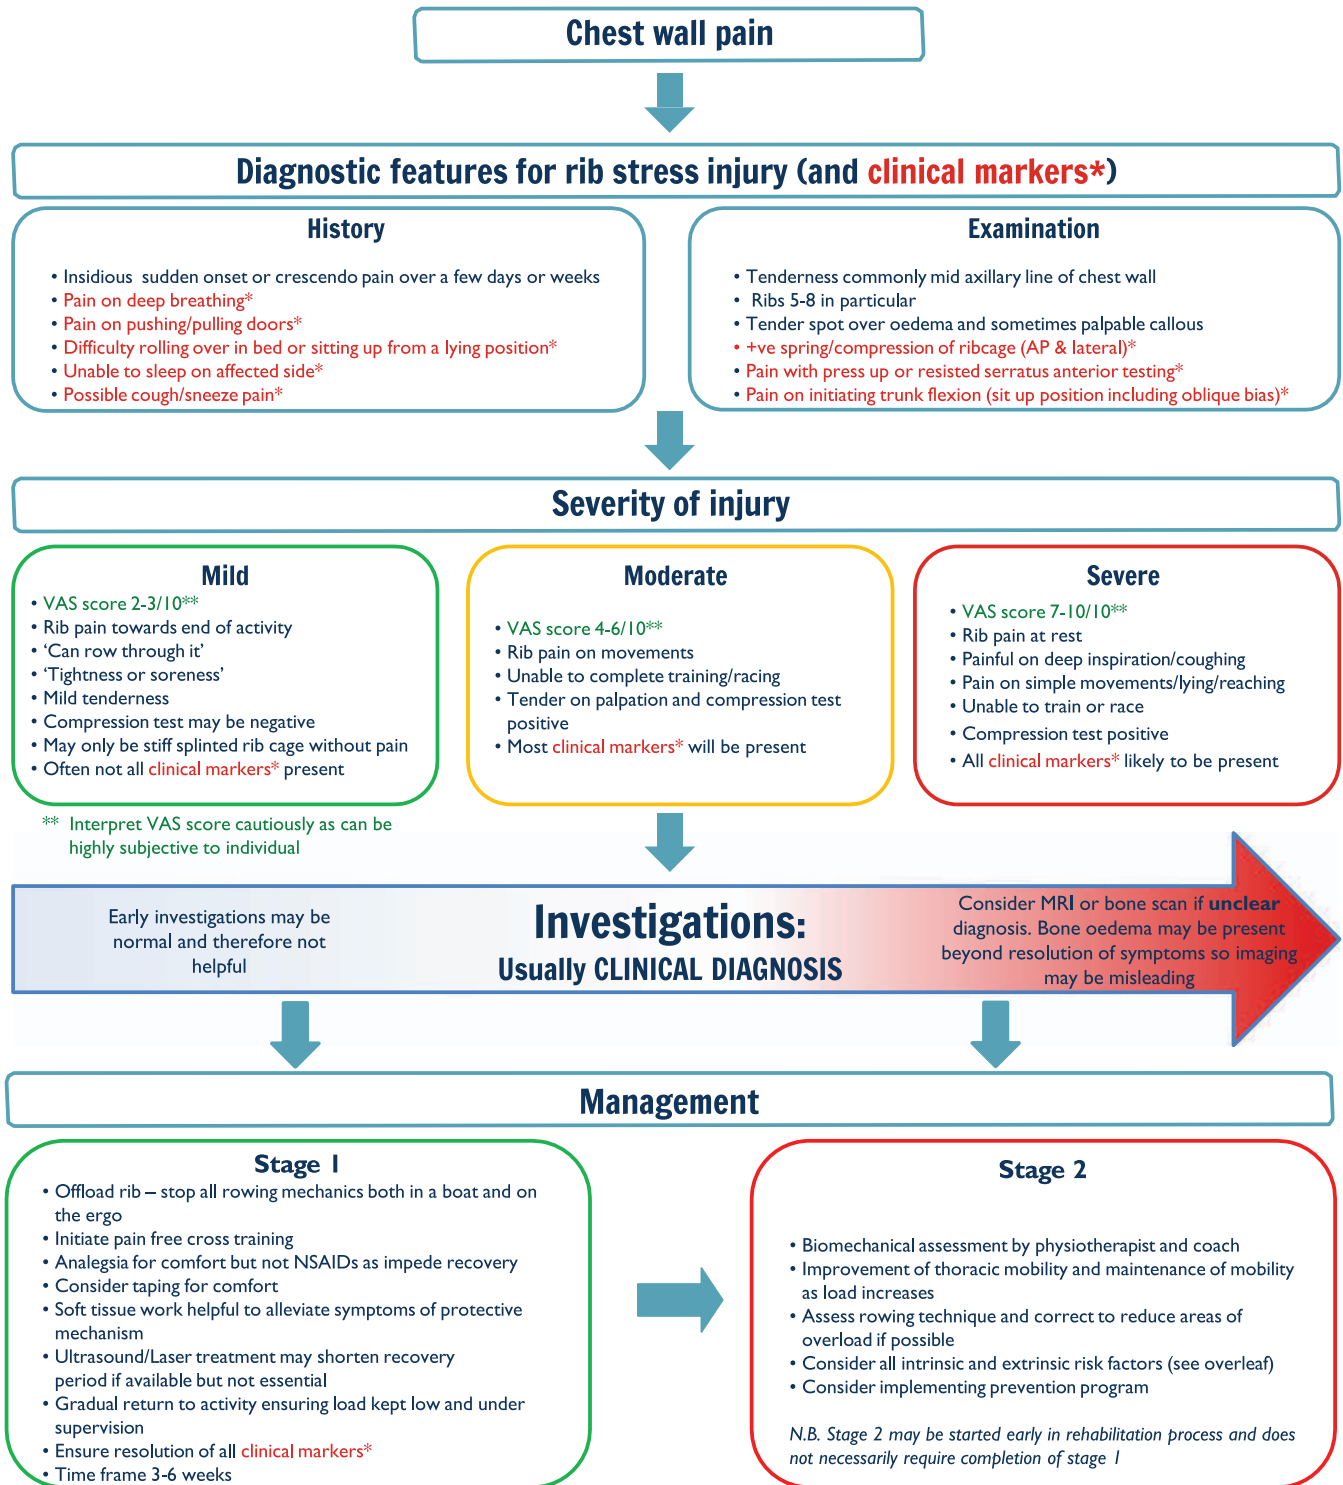 Chest wall pain
Diagnostic features for rib stress injury (and clinical markers*)
History
• Insidious sudden onset or crescendo pain over a few days or weeks
• Pain on deep breathing*
• Pain on pushing/pulling doors*
• Difficulty rolling over in bed or sitting up from a lying position*
• Unable to sleep on affected side*
• Possible cough/sneeze pain*
Examination
• Tenderness commonly mid axillary line of chest wall
• Ribs 5-8 in particular
• Tender spot over oedema and sometimes palpable callous
• +ve spring/compression of ribcage (AP & lateral)*
• Pain with press up or resisted serratus anterior testing*
• Pain on initiating trunk flexion (sit up position including oblique bias)*
Severity of injury
Mild
• VAS score 2-3/10**
• Rib pain towards end of activity
• ‘Can row through it’
• ‘Tightness or soreness’
• Mild tenderness
• Compression test may be negative
• May only be stiff splinted rib cage without pain
• Often not all clinical markers* present
** Interpret VAS score cautiously as can be
highly subjective to individual
Moderate
• VAS score 4-6/10**
• Rib pain on movements
• Unable to complete training/racing
• Tender on palpation and compression test
positive
• Most clinical markers* will be present
Severe
• VAS score 7-10/10**
• Rib pain at rest
• Painful on deep inspiration/coughing
• Pain on simple movements/lying/reaching
• Unable to train or race
• Compression test positive
• All clinical markers* likely to be present
Early investigations may be
normal and therefore not
helpful
Investigations:
Usually CLINICAL DIAGNOSIS
Consider MRI or bone scan if unclear
diagnosis. Bone oedema may be present
beyond resolution of symptoms so imaging
may be misleading
Management
Stage 1
• Offload rib – stop all rowing mechanics both in a boat and on
the ergo
• Initiate pain free cross training
• Analegsia for comfort but not NSAIDs as impede recovery
• Consider taping for comfort
• Soft tissue work helpful to alleviate symptoms of protective
mechanism
• Ultrasound/Laser treatment may shorten recovery
period if available but not essential
• Gradual return to activity ensuring load kept low and under
supervision
• Ensure resolution of all clinical markers*
• Time frame 3-6 weeks
Stage 2
• Biomechanical assessment by physiotherapist and coach
• Improvement of thoracic mobility and maintenance of mobility
as load increases
• Assess rowing technique and correct to reduce areas of
overload if possible
• Consider all intrinsic and extrinsic risk factors (see overleaf)
• Consider implementing prevention program
N.B. Stage 2 may be started early in rehabilitation process and does
not necessarily require completion of stage 1